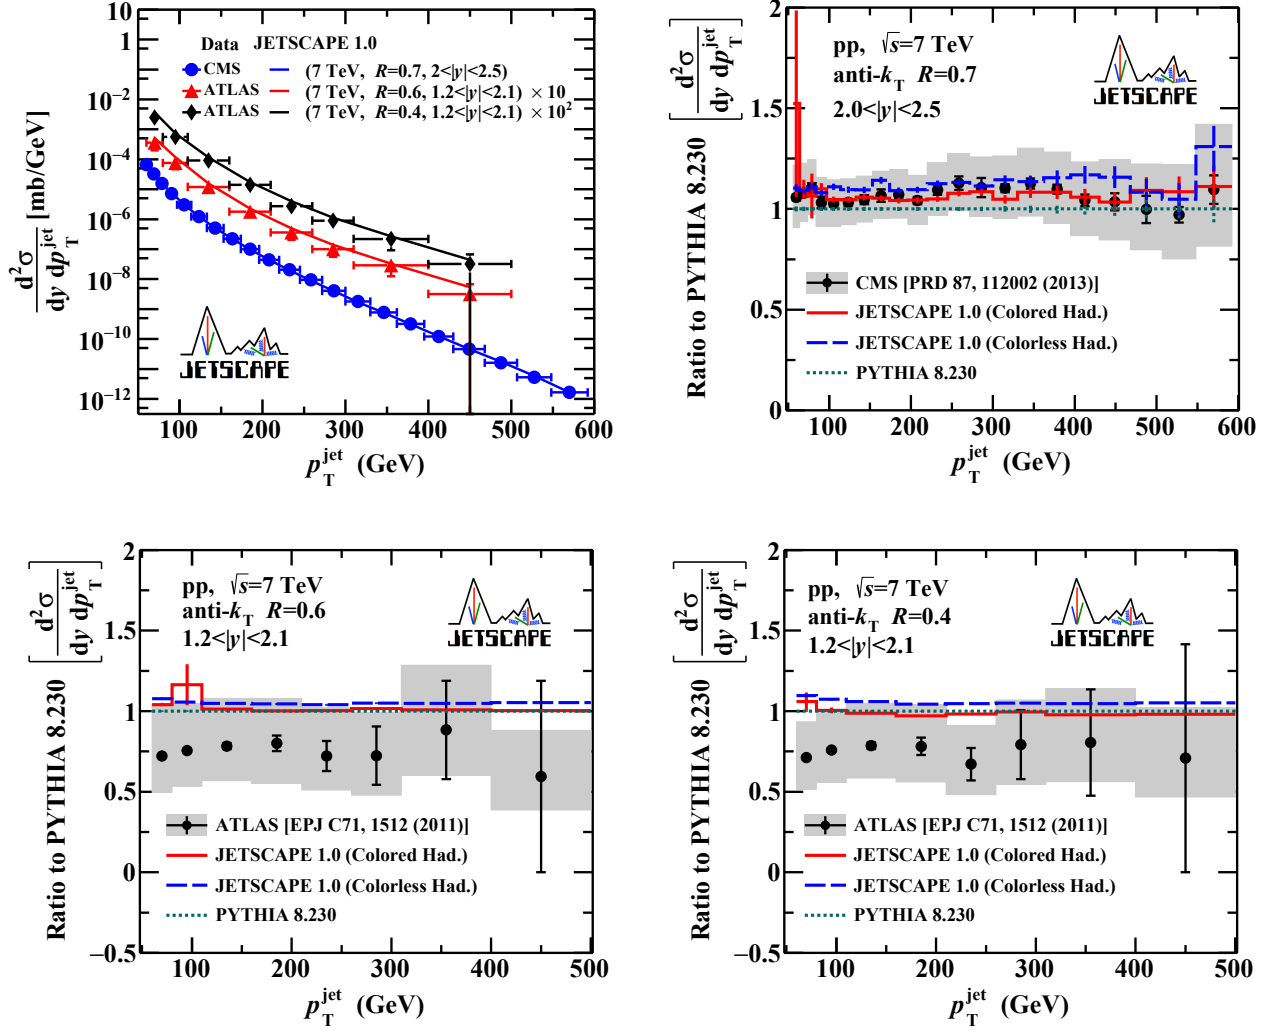 1
10⁻²
10⁻⁴
10⁻⁶
10⁻⁸
10⁻¹⁰
10⁻¹²
d²σ / dy dp_T^jet [mb/GeV]
Data JETSCAPE 1.0
CMS (7 TeV, R=0.7, 2<|y|<2.5)
ATLAS (7 TeV, R=0.6, 1.2<|y|<2.1) × 10
ATLAS (7 TeV, R=0.4, 1.2<|y|<2.1) × 10²
JETSCAPE
100 200 300 400 500 600
p_T^jet (GeV)
2
1.5
1
0.5
0
Ratio to PYTHIA 8.230 [d²σ / dy dp_T^jet]
pp, √s=7 TeV
anti-k_T R=0.7
2.0<|y|<2.5
JETSCAPE
CMS [PRD 87, 112002 (2013)]
JETSCAPE 1.0 (Colored Had.)
JETSCAPE 1.0 (Colorless Had.)
PYTHIA 8.230
100 200 300 400 500 600
p_T^jet (GeV)
2
1.5
1
0.5
0
−0.5
Ratio to PYTHIA 8.230 [d²σ / dy dp_T^jet]
pp, √s=7 TeV
anti-k_T R=0.6
1.2<|y|<2.1
JETSCAPE
ATLAS [EPJ C71, 1512 (2011)]
JETSCAPE 1.0 (Colored Had.)
JETSCAPE 1.0 (Colorless Had.)
PYTHIA 8.230
100 200 300 400 500
p_T^jet (GeV)
2
1.5
1
0.5
0
−0.5
Ratio to PYTHIA 8.230 [d²σ / dy dp_T^jet]
pp, √s=7 TeV
anti-k_T R=0.4
1.2<|y|<2.1
JETSCAPE
ATLAS [EPJ C71, 1512 (2011)]
JETSCAPE 1.0 (Colored Had.)
JETSCAPE 1.0 (Colorless Had.)
PYTHIA 8.230
100 200 300 400 500
p_T^jet (GeV)